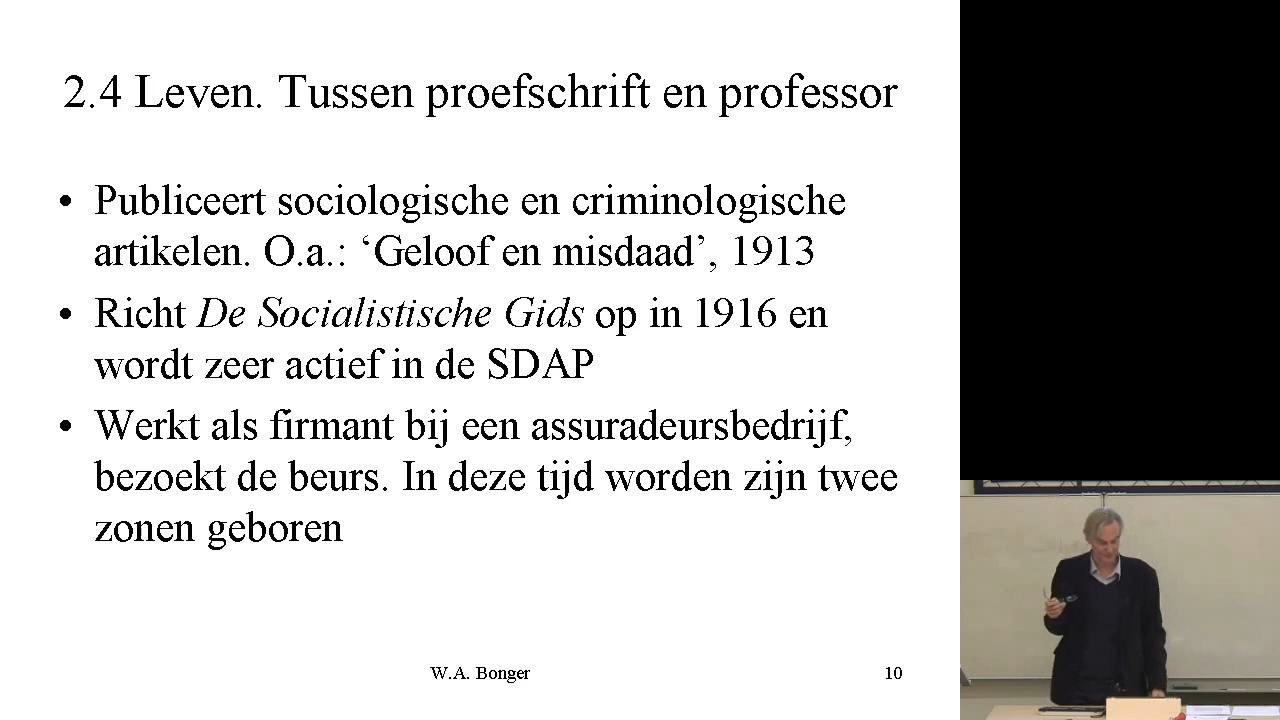 2.4 Leven. Tussen proefschrift en professor
• Publiceert sociologische en criminologische
artikelen. O.a.: ‘Geloof en misdaad’, 1913
• Richt De Socialistische Gids op in 1916 en
wordt zeer actief in de SDAP
• Werkt als firmant bij een assuradeursbedrijf,
bezoekt de beurs. In deze tijd worden zijn twee
zonen geboren
W.A. Bonger
10